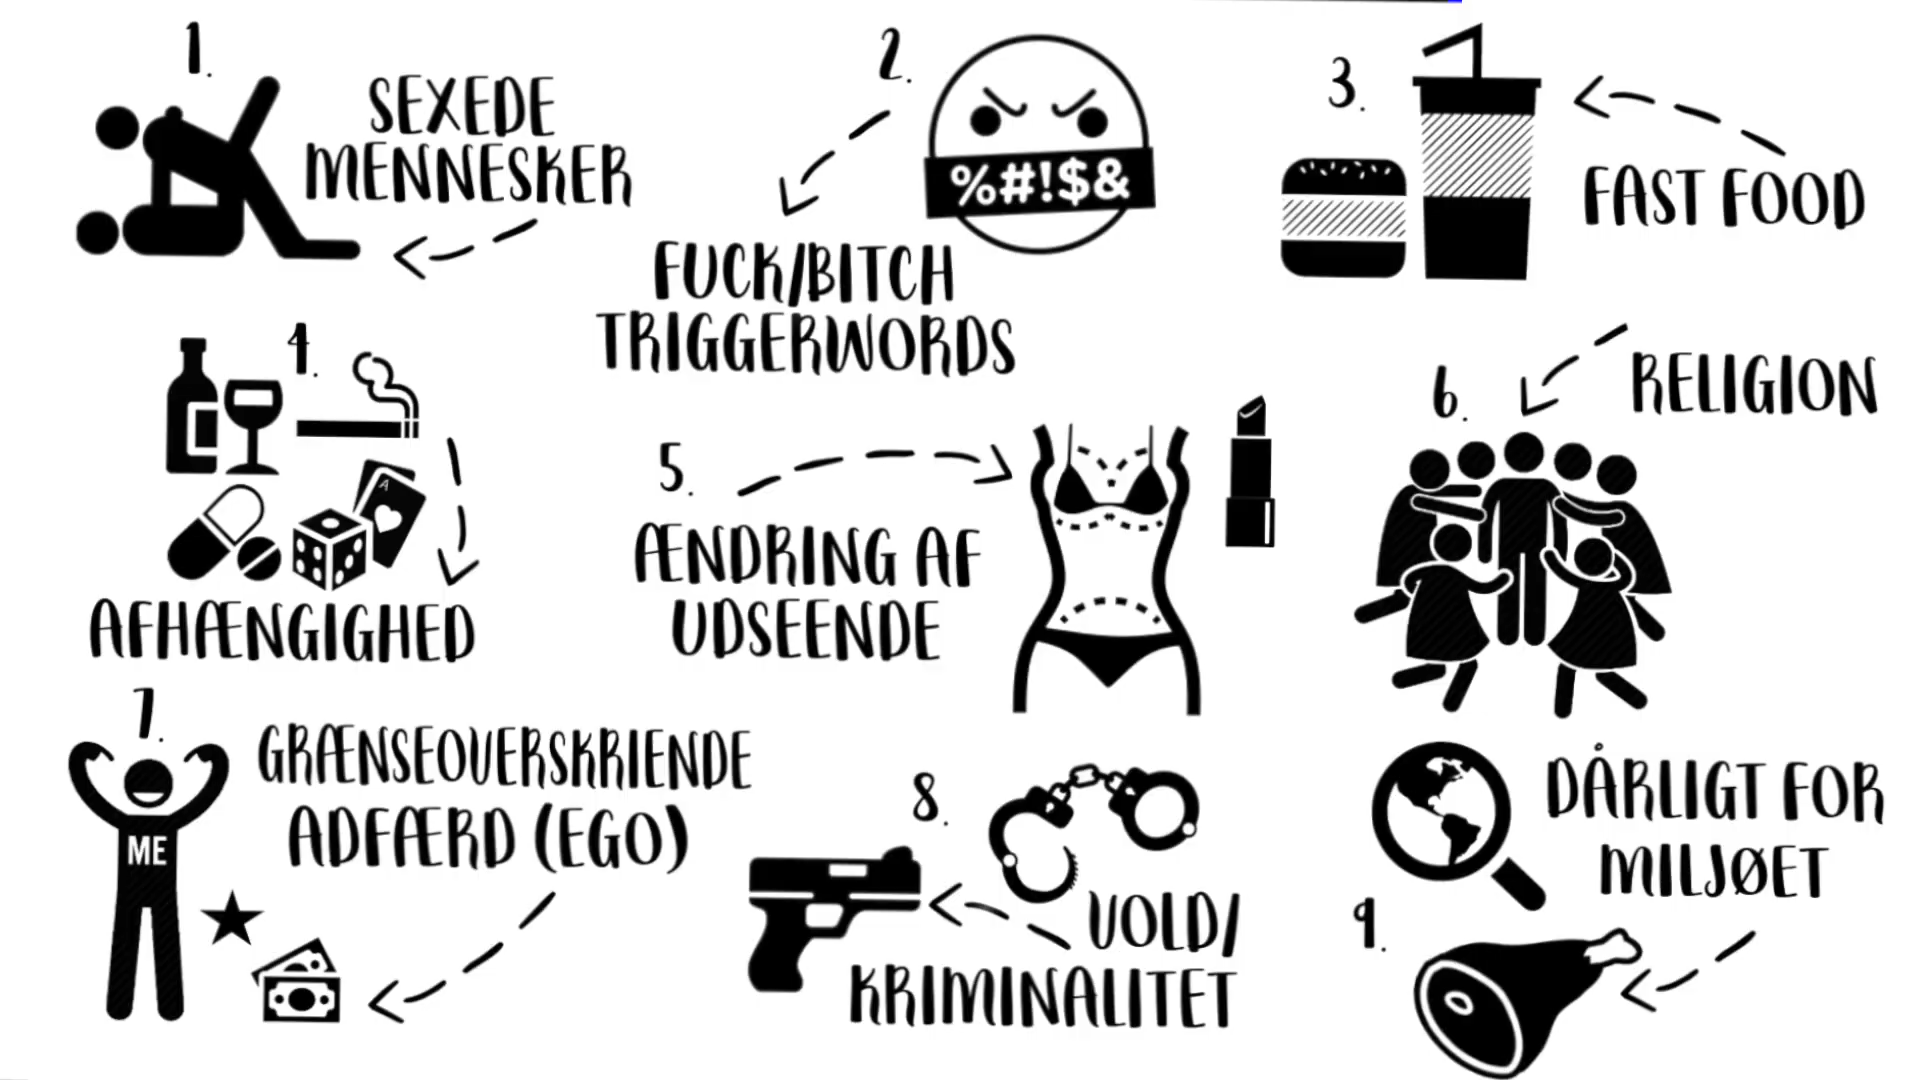 1.
SEXEDE
MENNESKER
2.
%#!$&
FUCK/BITCH
TRIGGERWORDS
3.
FAST FOOD
4.
A
AFHÆNGIGHED
5.
ÆNDRING AF
UDSEENDE
6.
RELIGION
7.
ME
GRÆNSEOVERSKRIENDE
ADFÆRD (EGO)
8.
VOLD/
KRIMINALITET
9.
DÅRLIGT FOR
MILJØET